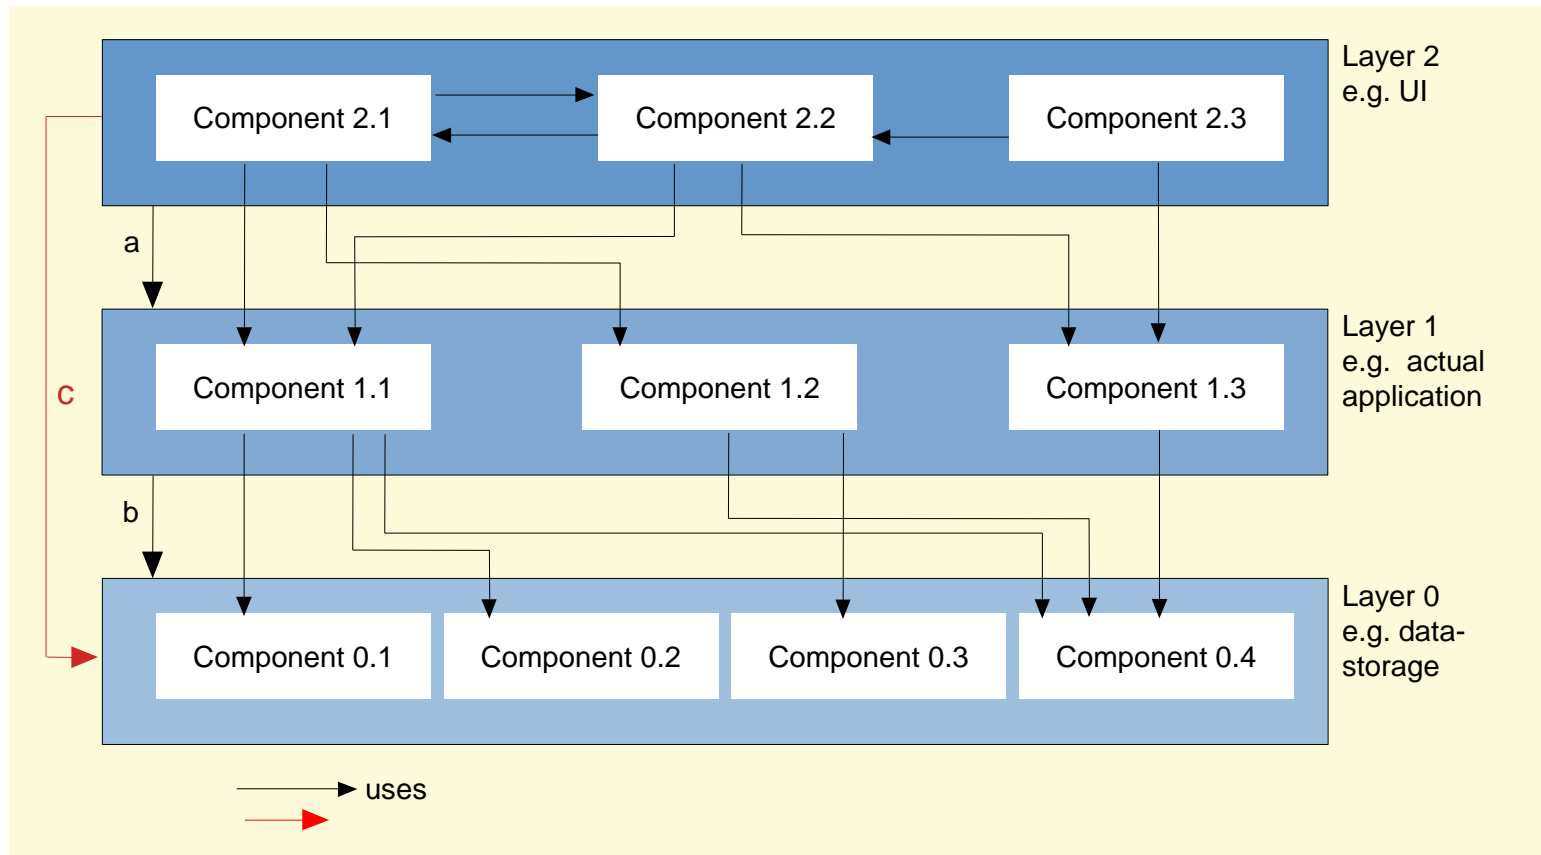 Layer 2
e.g. UI
Component 2.1
Component 2.2
Component 2.3
a
Layer 1
e.g.  actual
application
Component 1.1
Component 1.2
Component 1.3
c
b
Layer 0
e.g. data-
storage
Component 0.1
Component 0.2
Component 0.3
Component 0.4
uses